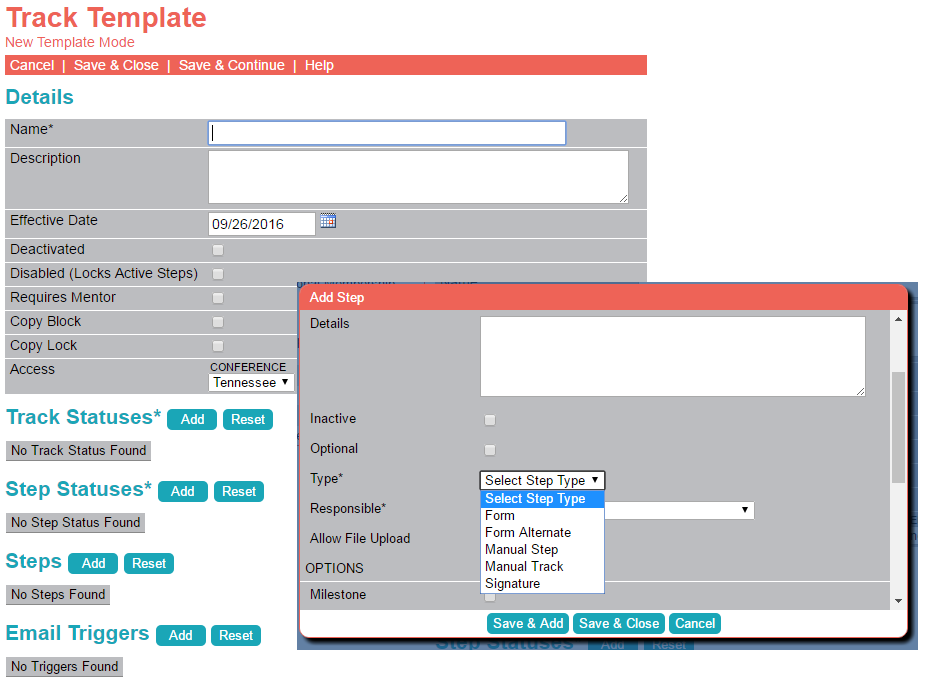 Track Template
New Template Mode
Cancel | Save & Close | Save & Continue | Help
Details
Name*
Description
Effective Date 09/26/2016
Deactivated
Disabled (Locks Active Steps)
Requires Mentor
Copy Block
Copy Lock
Access CONFERENCE
Tennessee
Track Statuses* Add Reset
No Track Status Found
Step Statuses* Add Reset
No Step Status Found
Steps Add Reset
No Steps Found
Email Triggers Add Reset
No Triggers Found
Add Step
Details
Inactive
Optional
Type* Select Step Type
Select Step Type
Form
Form Alternate
Manual Step
Manual Track
Signature
Responsible*
Allow File Upload
OPTIONS
Milestone
Save & Add Save & Close Cancel
Step Statuses Add Reset